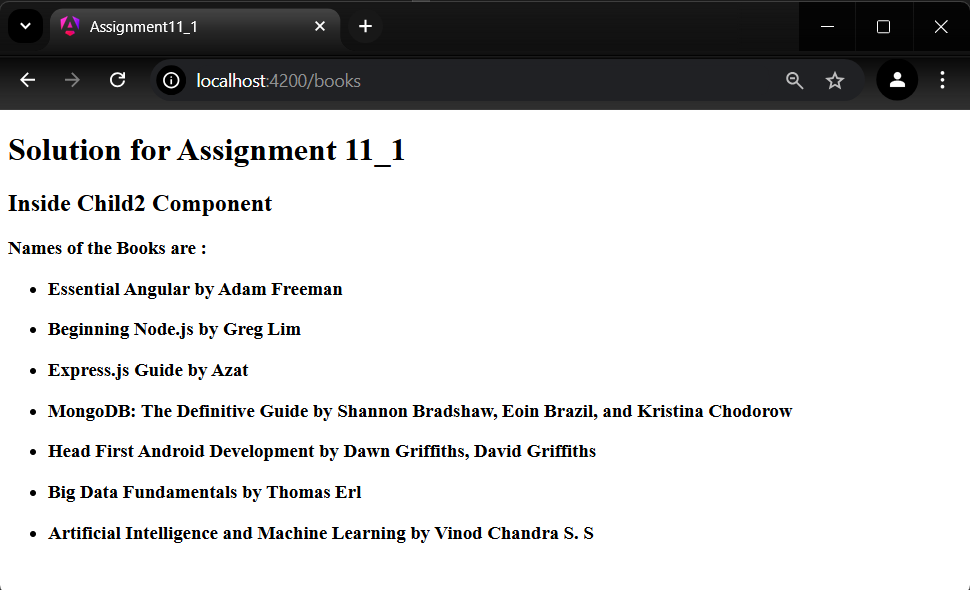 Assignment11_1
localhost:4200/books
Solution for Assignment 11_1
Inside Child2 Component
Names of the Books are :
Essential Angular by Adam Freeman
Beginning Node.js by Greg Lim
Express.js Guide by Azat
MongoDB: The Definitive Guide by Shannon Bradshaw, Eoin Brazil, and Kristina Chodorow
Head First Android Development by Dawn Griffiths, David Griffiths
Big Data Fundamentals by Thomas Erl
Artificial Intelligence and Machine Learning by Vinod Chandra S. S